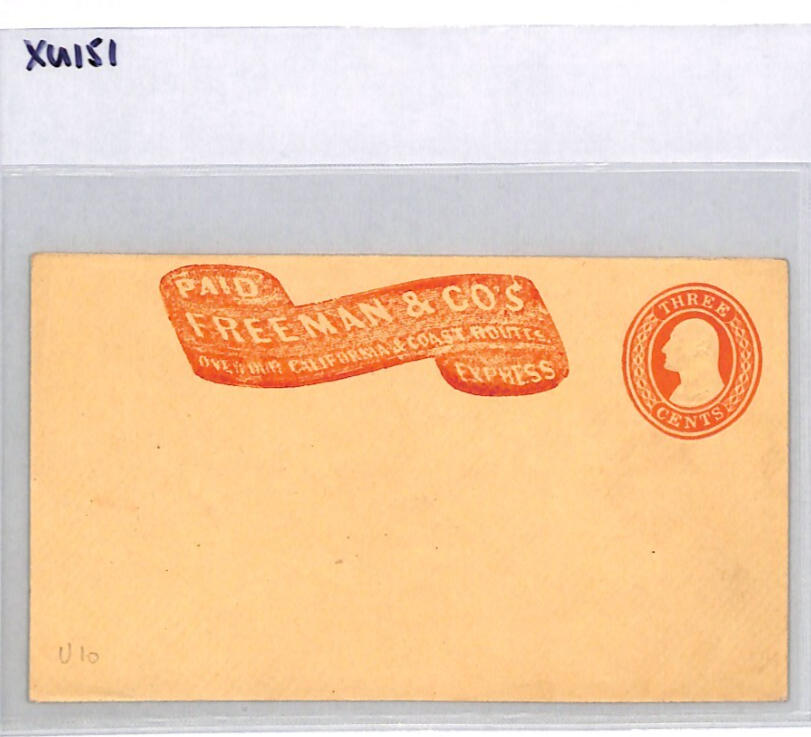 XU151
PAID
FREEMAN & CO'S
OVER OUR CALIFORNIA & COAST ROUTES
EXPRESS
THREE
CENTS
U10